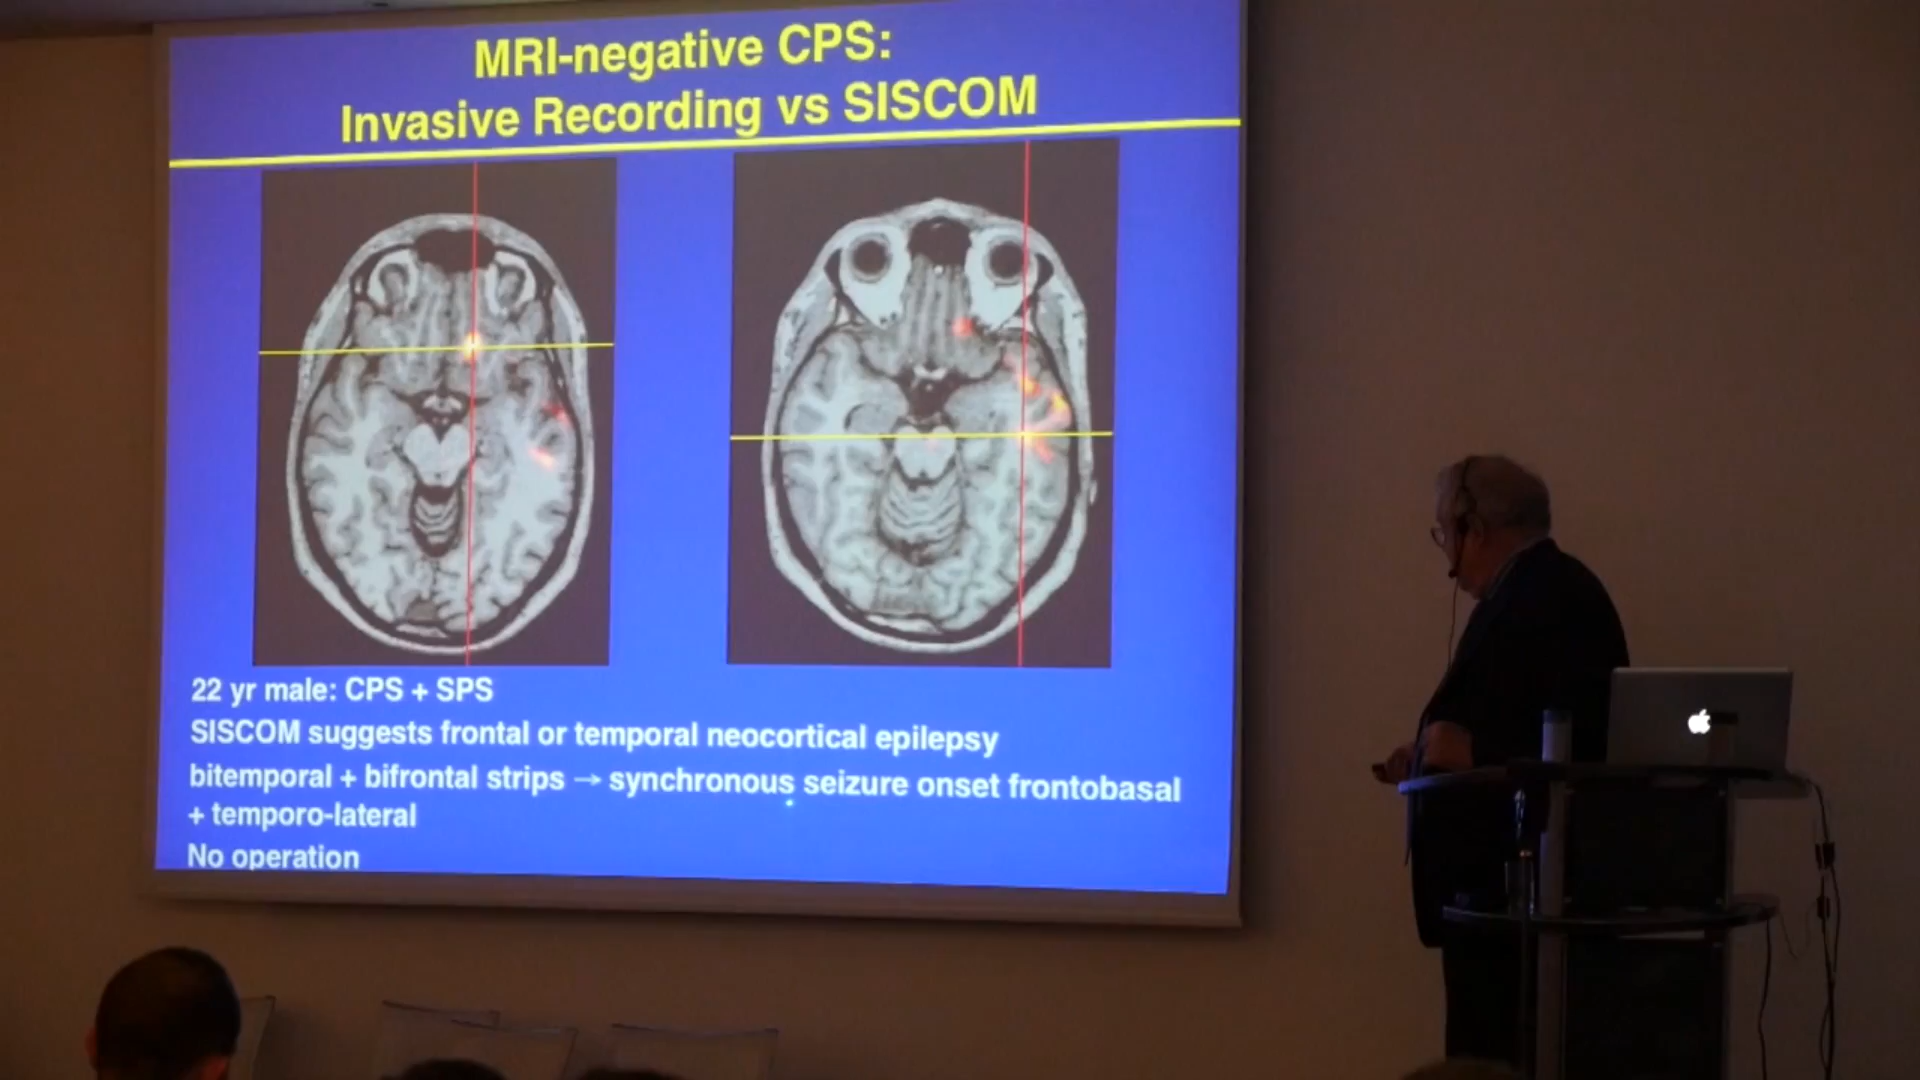 MRI-negative CPS:
Invasive Recording vs SISCOM
22 yr male: CPS + SPS
SISCOM suggests frontal or temporal neocortical epilepsy
bitemporal + bifrontal strips → synchronous seizure onset frontobasal
+ temporo-lateral
No operation